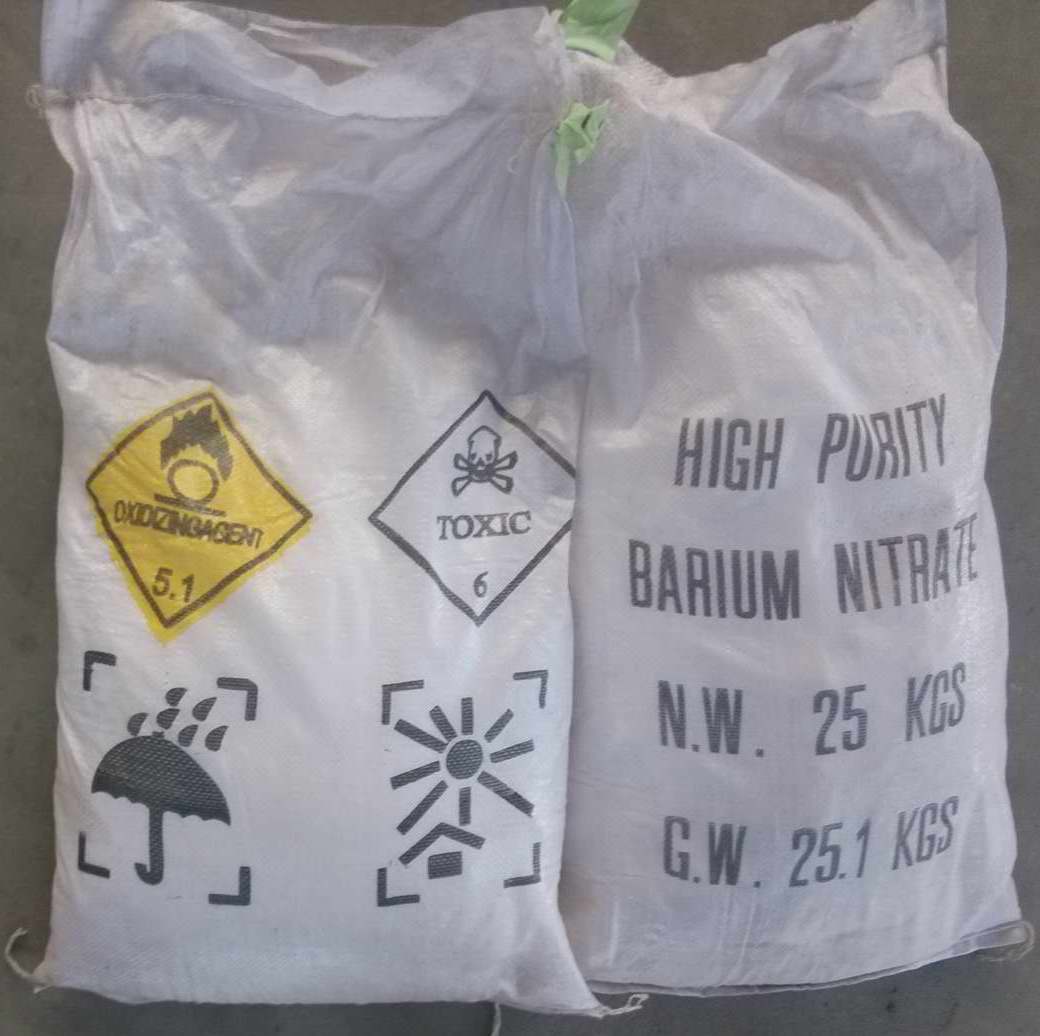 OXIDIZINGAGENT
5.1
TOXIC
6
HIGH PURITY
BARIUM NITRATE
N.W. 25 KGS
G.W. 25.1 KGS